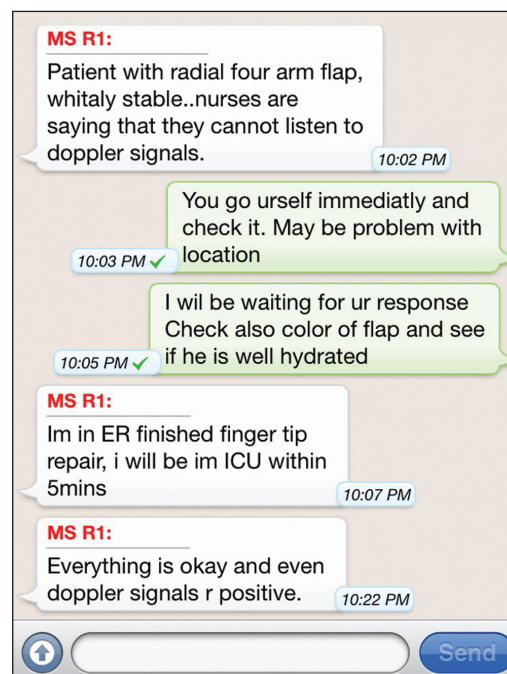 MS R1:
Patient with radial four arm flap,
whitaly stable..nurses are
saying that they cannot listen to
doppler signals.
10:02 PM
You go urself immediatly and
check it. May be problem with
location
10:03 PM
I wil be waiting for ur response
Check also color of flap and see
if he is well hydrated
10:05 PM
MS R1:
Im in ER finished finger tip
repair, i will be im ICU within
5mins
10:07 PM
MS R1:
Everything is okay and even
doppler signals r positive.
10:22 PM
Send